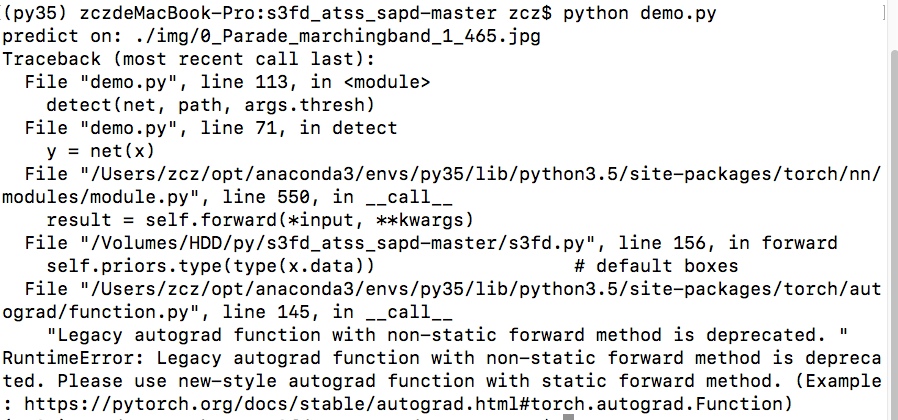 (py35) zczdeMacBook-Pro:s3fd_atss_sapd-master zcz$ python demo.py
predict on: ./img/0_Parade_marchingband_1_465.jpg
Traceback (most recent call last):
  File "demo.py", line 113, in <module>
    detect(net, path, args.thresh)
  File "demo.py", line 71, in detect
    y = net(x)
  File "/Users/zcz/opt/anaconda3/envs/py35/lib/python3.5/site-packages/torch/nn/
modules/module.py", line 550, in __call__
    result = self.forward(*input, **kwargs)
  File "/Volumes/HDD/py/s3fd_atss_sapd-master/s3fd.py", line 156, in forward
    self.priors.type(type(x.data))                  # default boxes
  File "/Users/zcz/opt/anaconda3/envs/py35/lib/python3.5/site-packages/torch/aut
ograd/function.py", line 145, in __call__
    "Legacy autograd function with non-static forward method is deprecated. "
RuntimeError: Legacy autograd function with non-static forward method is depreca
ted. Please use new-style autograd function with static forward method. (Example
: https://pytorch.org/docs/stable/autograd.html#torch.autograd.Function)